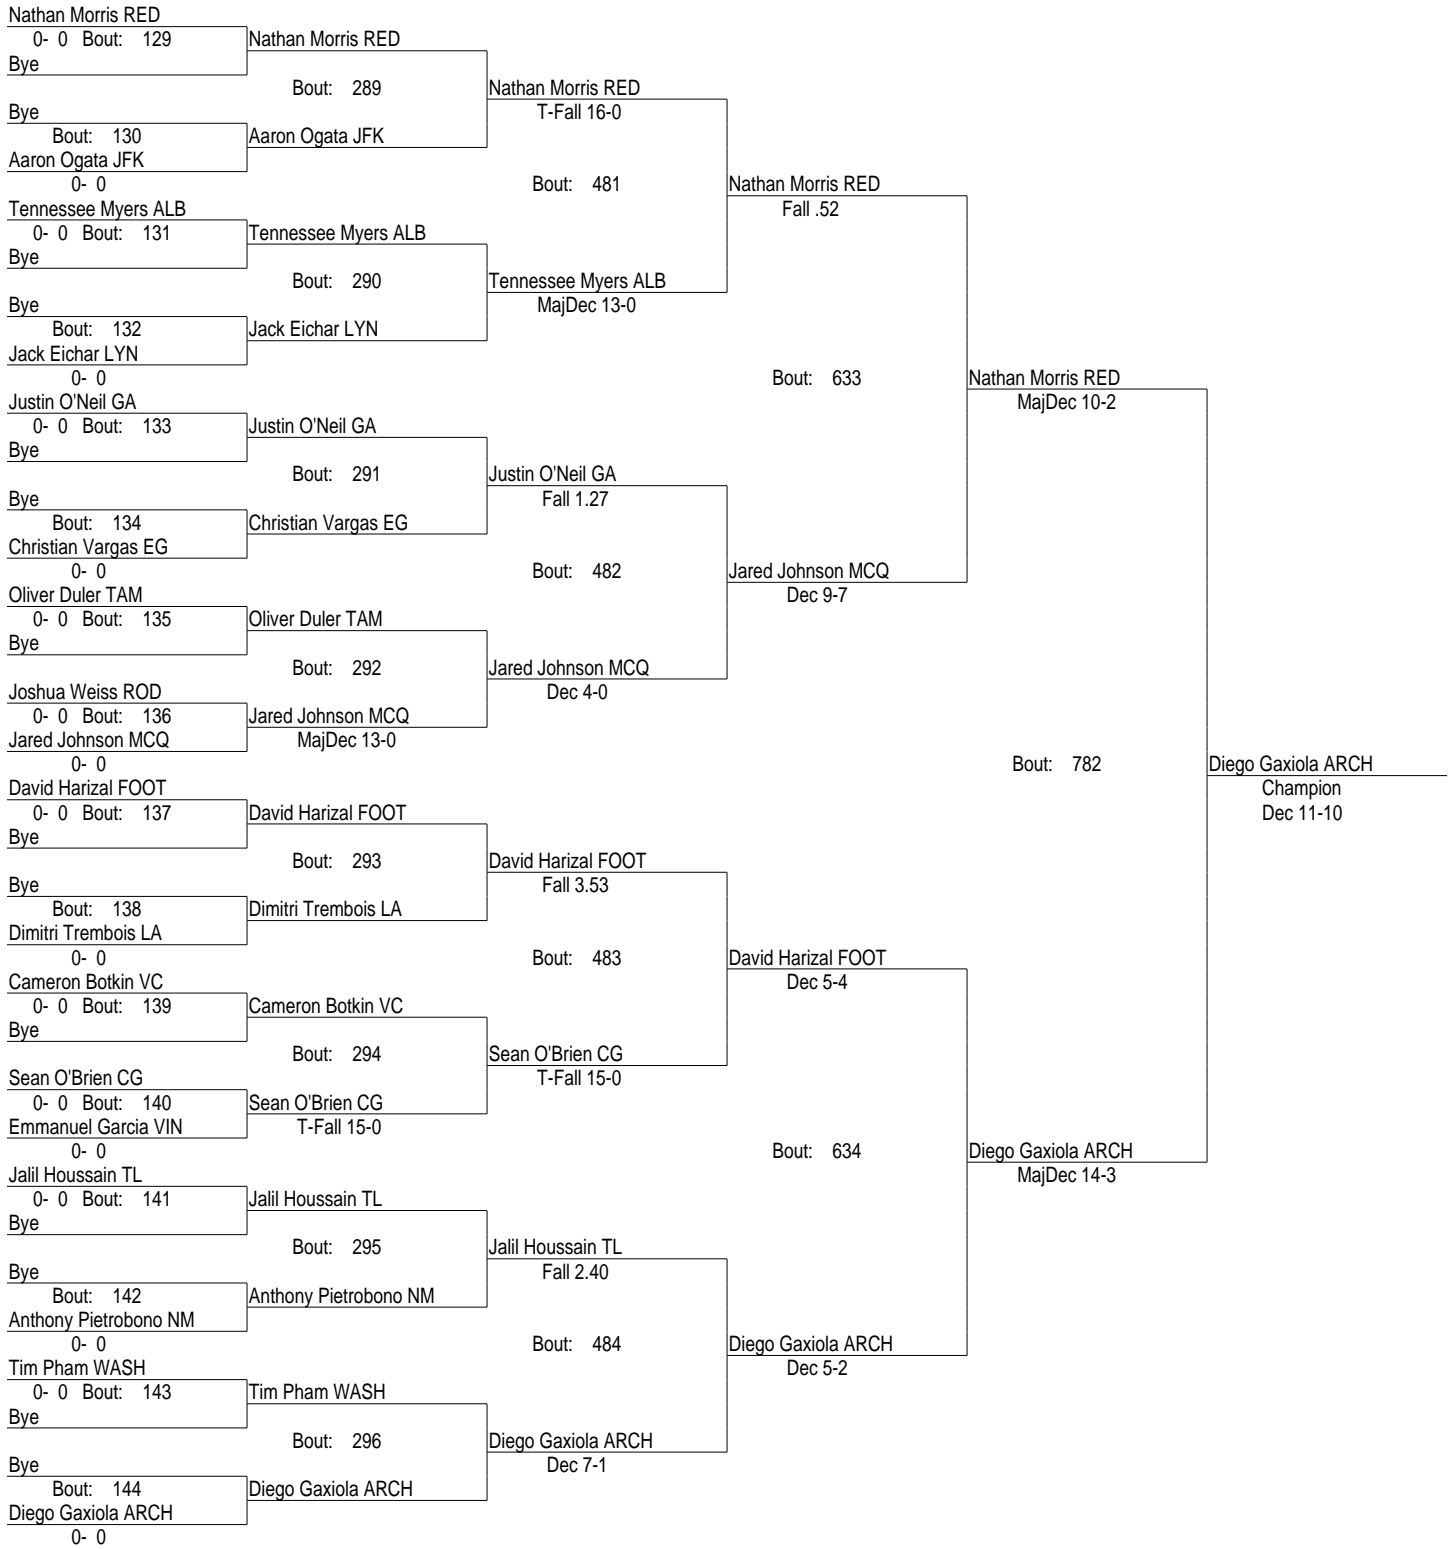 Nathan Morris RED
0- 0 Bout: 129 Nathan Morris RED
Bye
Bout: 289 Nathan Morris RED
Bye T-Fall 16-0
Bout: 130 Aaron Ogata JFK
Aaron Ogata JFK
0- 0 Bout: 481 Nathan Morris RED
Tennessee Myers ALB Fall .52
0- 0 Bout: 131 Tennessee Myers ALB
Bye
Bout: 290 Tennessee Myers ALB
Bye MajDec 13-0
Bout: 132 Jack Eichar LYN
Jack Eichar LYN
0- 0 Bout: 633 Nathan Morris RED
Justin O'Neil GA MajDec 10-2
0- 0 Bout: 133 Justin O'Neil GA
Bye
Bout: 291 Justin O'Neil GA
Bye Fall 1.27
Bout: 134 Christian Vargas EG
Christian Vargas EG
0- 0 Bout: 482 Jared Johnson MCQ
Oliver Duler TAM Dec 9-7
0- 0 Bout: 135 Oliver Duler TAM
Bye
Bout: 292 Jared Johnson MCQ
Joshua Weiss ROD Dec 4-0
0- 0 Bout: 136 Jared Johnson MCQ
Jared Johnson MCQ MajDec 13-0
0- 0 Bout: 782 Diego Gaxiola ARCH
David Harizal FOOT Champion
0- 0 Bout: 137 David Harizal FOOT Dec 11-10
Bye
Bout: 293 David Harizal FOOT
Bye Fall 3.53
Bout: 138 Dimitri Trembois LA
Dimitri Trembois LA
0- 0 Bout: 483 David Harizal FOOT
Cameron Botkin VC Dec 5-4
0- 0 Bout: 139 Cameron Botkin VC
Bye
Bout: 294 Sean O'Brien CG
Sean O'Brien CG T-Fall 15-0
0- 0 Bout: 140 Sean O'Brien CG
Emmanuel Garcia VIN T-Fall 15-0
0- 0 Bout: 634 Diego Gaxiola ARCH
Jalil Houssain TL MajDec 14-3
0- 0 Bout: 141 Jalil Houssain TL
Bye
Bout: 295 Jalil Houssain TL
Bye Fall 2.40
Bout: 142 Anthony Pietrobono NM
Anthony Pietrobono NM
0- 0 Bout: 484 Diego Gaxiola ARCH
Tim Pham WASH Dec 5-2
0- 0 Bout: 143 Tim Pham WASH
Bye
Bout: 296 Diego Gaxiola ARCH
Bye Dec 7-1
Bout: 144 Diego Gaxiola ARCH
Diego Gaxiola ARCH
0- 0